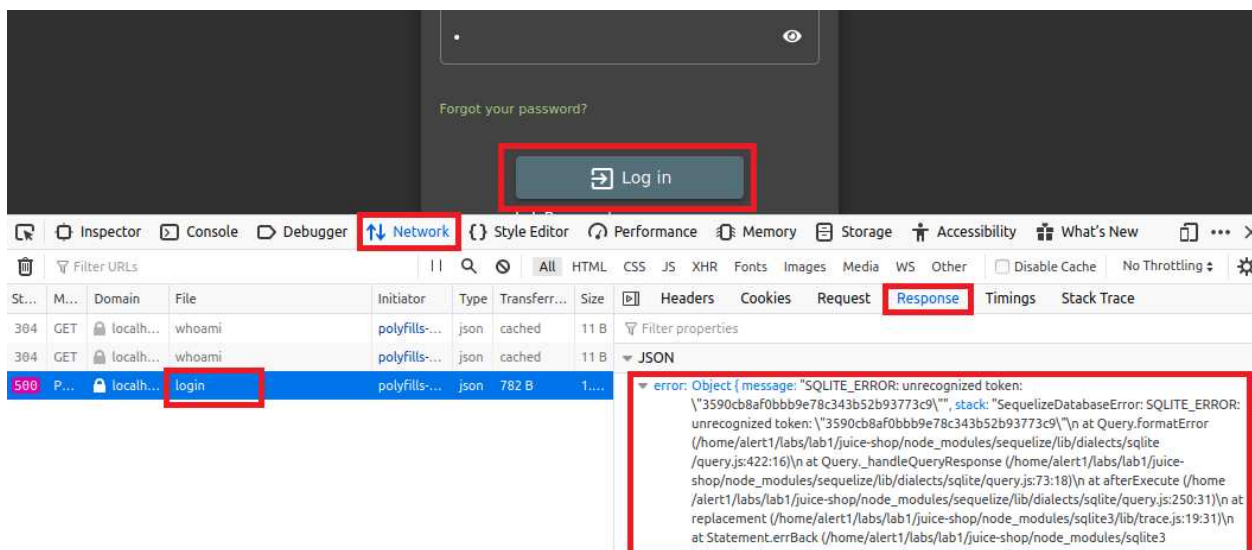 Forgot your password?
Log in
Inspector Console Debugger Network Style Editor Performance Memory Storage Accessibility What's New
Filter URLs All HTML CSS JS XHR Fonts Images Media WS Other Disable Cache No Throttling
St... M... Domain File Initiator Type Transferr... Size Headers Cookies Request Response Timings Stack Trace
304 GET localh... whoami polyfills-... json cached 11 B Filter properties
304 GET localh... whoami polyfills-... json cached 11 B JSON
500 P... localh... login polyfills-... json 782 B 1....
error: Object { message: "SQLITE_ERROR: unrecognized token:
\"3590cb8af0bbb9e78c343b52b93773c9\"", stack: "SequelizeDatabaseError: SQLITE_ERROR:
unrecognized token: \"3590cb8af0bbb9e78c343b52b93773c9\"\n at Query.formatError
(/home/alert1/labs/lab1/juice-shop/node_modules/sequelize/lib/dialects/sqlite
/query.js:422:16)\n at Query._handleQueryResponse (/home/alert1/labs/lab1/juice-
shop/node_modules/sequelize/lib/dialects/sqlite/query.js:73:18)\n at afterExecute (/home
/alert1/labs/lab1/juice-shop/node_modules/sequelize/lib/dialects/sqlite/query.js:250:31)\n at
replacement (/home/alert1/labs/lab1/juice-shop/node_modules/sqlite3/lib/trace.js:19:31)\n
at Statement.errBack (/home/alert1/labs/lab1/juice-shop/node_modules/sqlite3